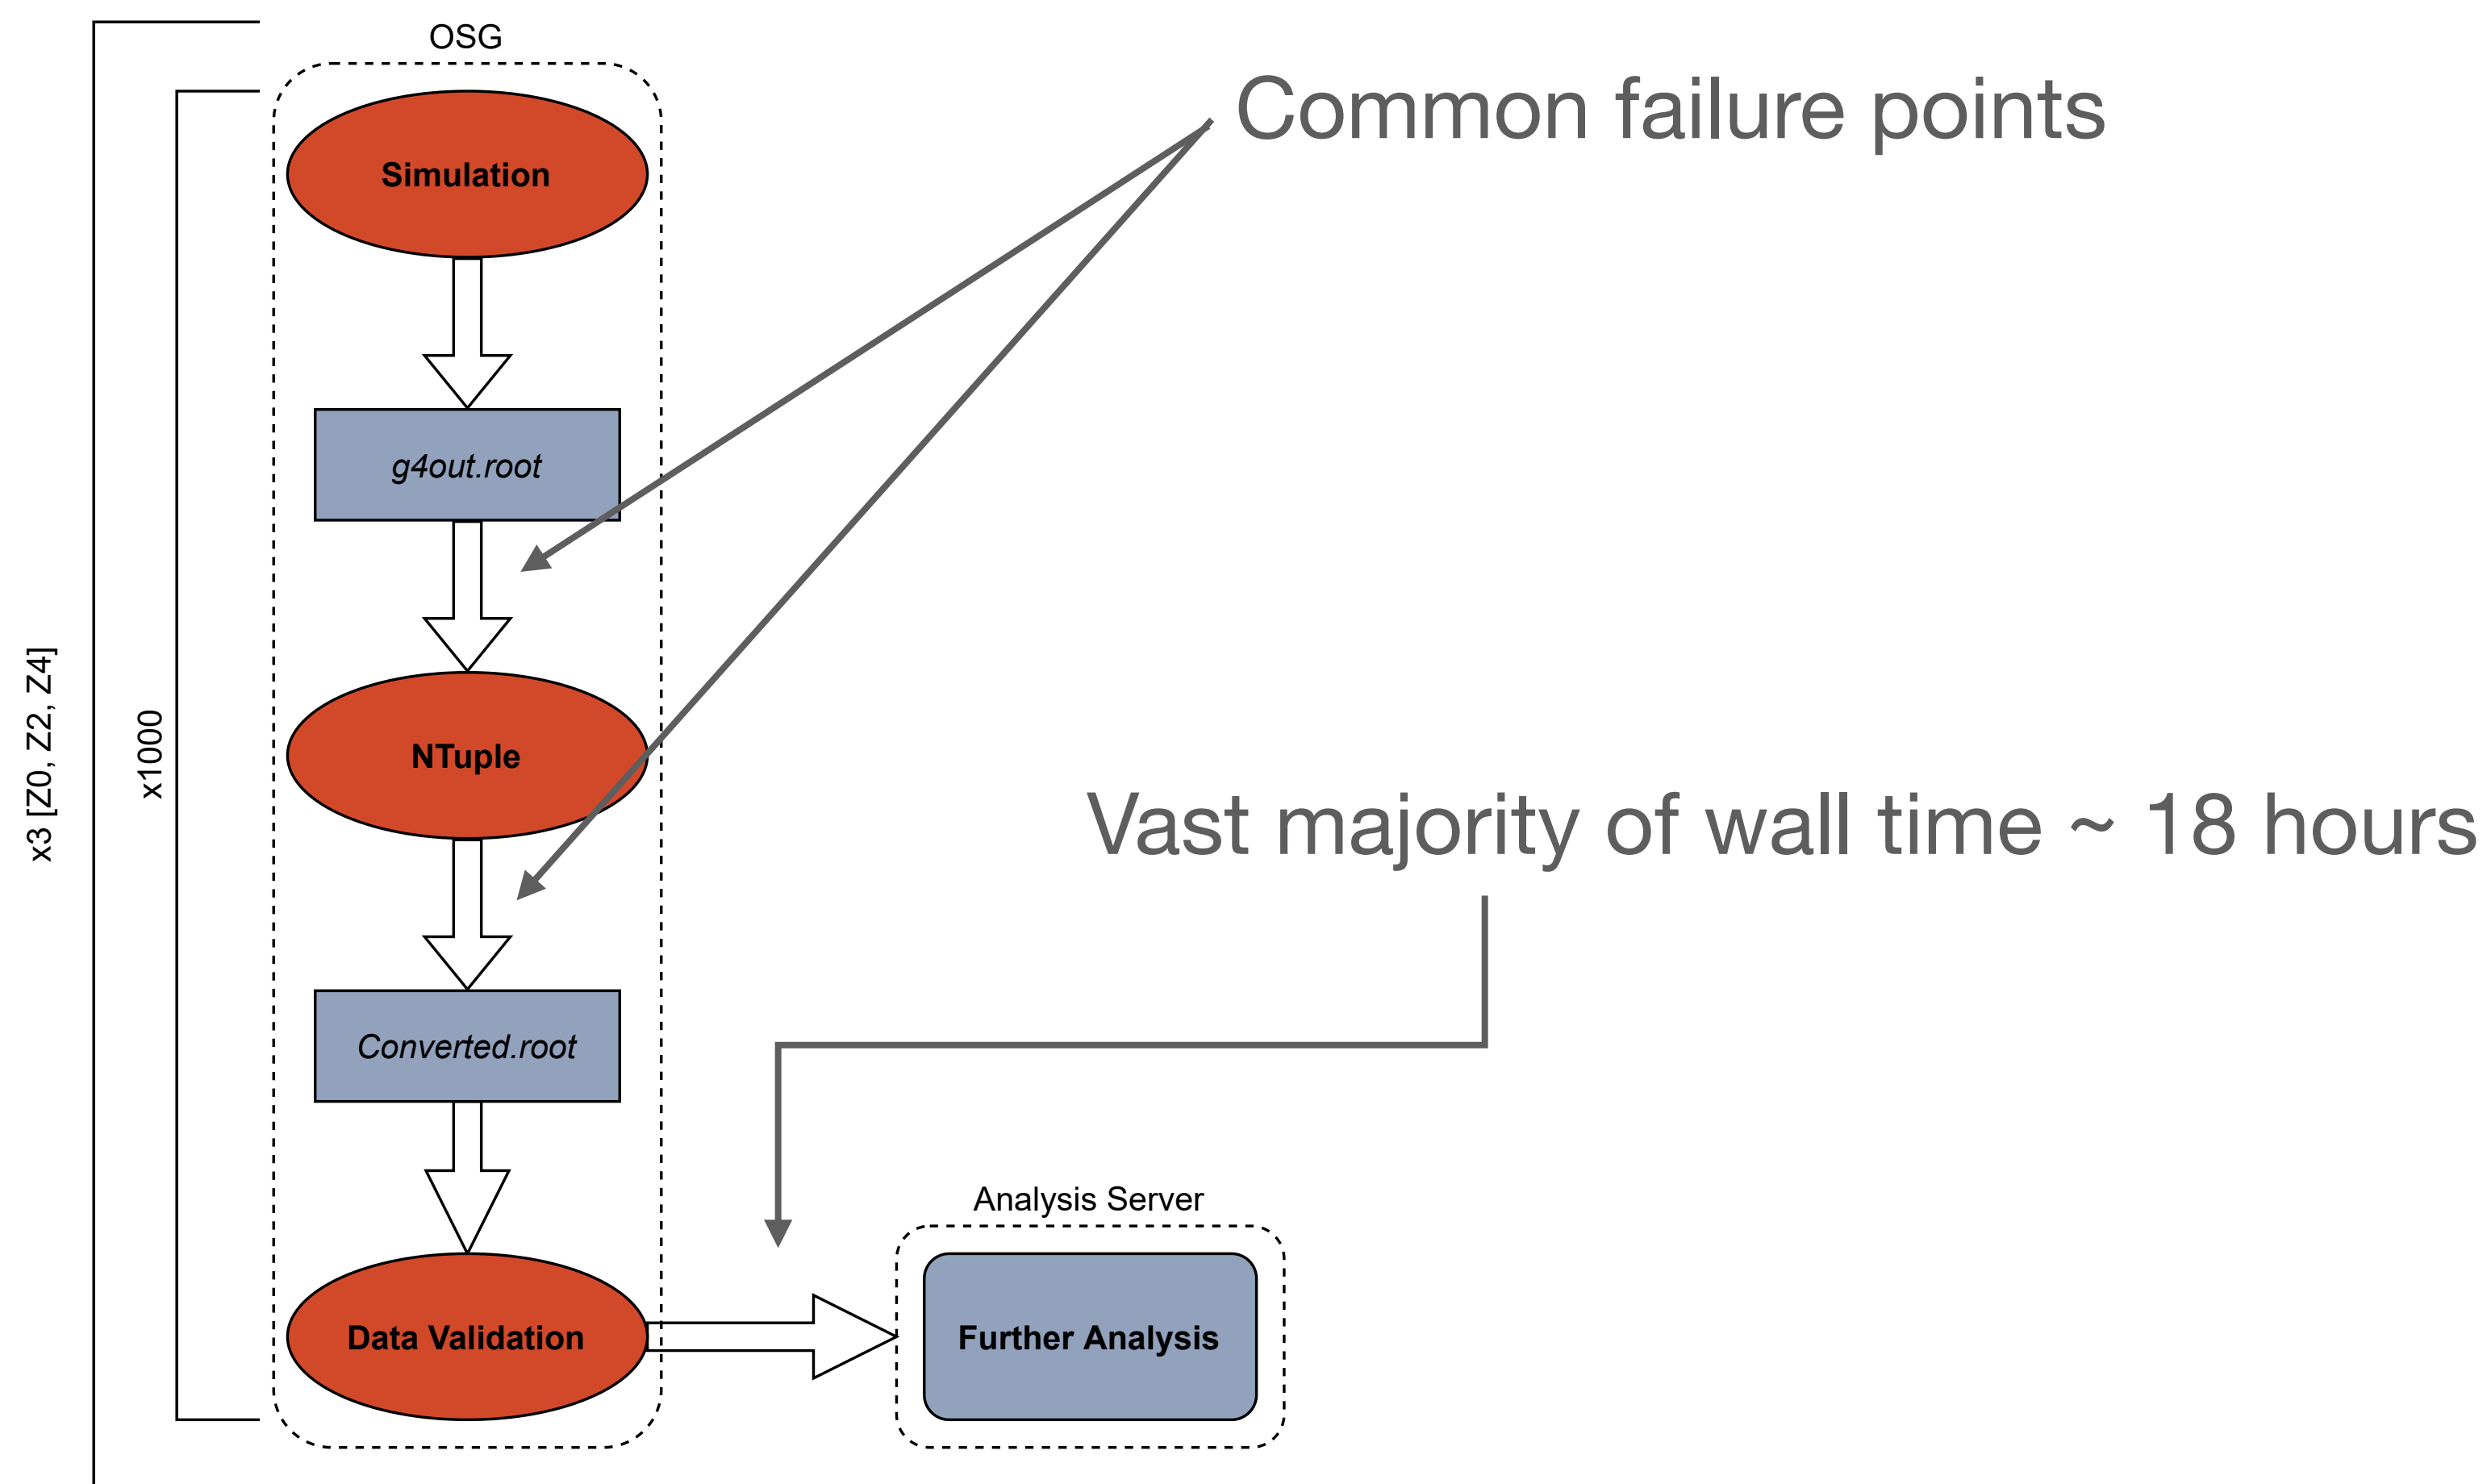 OSG
Common failure points
Simulation
g4out.root
x3 [Z0, Z2, Z4]
x1000
NTuple
Vast majority of wall time ~ 18 hours
Converted.root
Analysis Server
Data Validation
Further Analysis